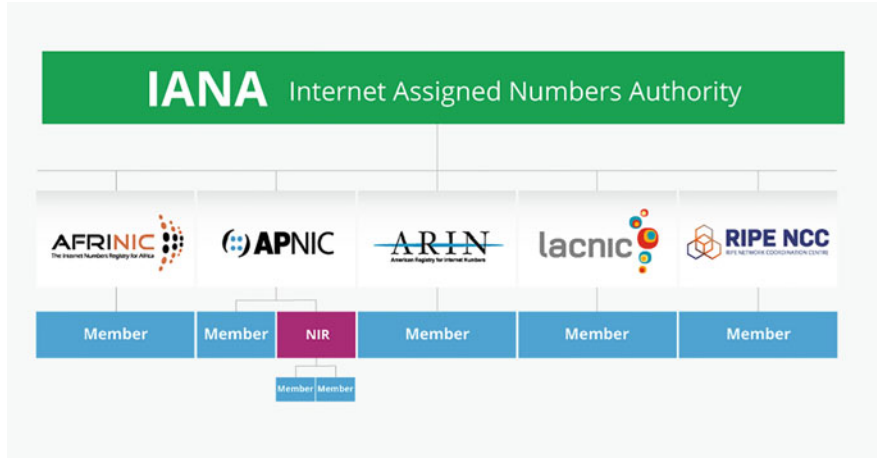 IANA Internet Assigned Numbers Authority
AFRINIC
The Internet Numbers Registry for Africa
(::) APNIC
ARIN
American Registry for Internet Numbers
lacnic
RIPE NCC
RIPE NETWORK COORDINATION CENTRE
Member
Member
NIR
Member
Member
Member
Member
Member